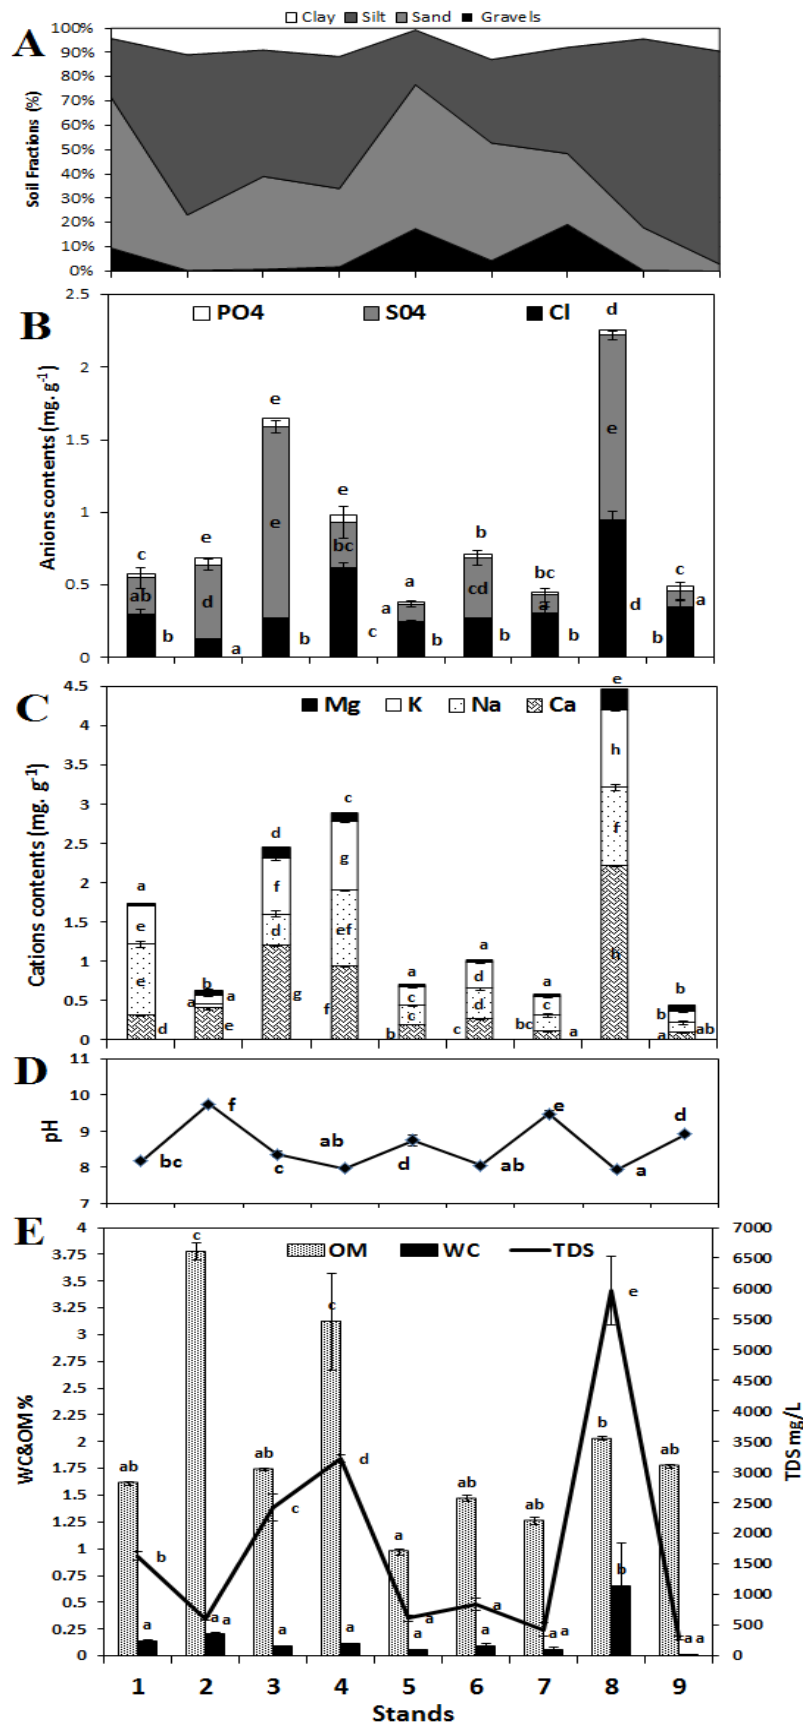 Clay Silt Sand Gravels
A
Soil Fractions (%)
100%
90%
80%
70%
60%
50%
40%
30%
20%
10%
0%
B
PO4 S04 Cl
Anions contents (mg. g-1)
2.5
2
1.5
1
0.5
0
c e e e a b bc d c
ab d e bc a cd a e a
b a b c b b b d b
C
Mg K Na Ca
Cations contents (mg. g-1)
4.5
4
3.5
3
2.5
2
1.5
1
0.5
0
a b d c a a a e b
e a f g c d c h b
e a d ef c d bc f ab
d e g f b c a h a
D
pH
11
10
9
8
7
bc f c ab d ab e a d
E
OM WC TDS
WC&OM %
4
3.75
3.5
3.25
3
2.75
2.5
2.25
2
1.75
1.5
1.25
1
0.75
0.5
0.25
0
TDS mg/L
7000
6500
6000
5500
5000
4500
4000
3500
3000
2500
2000
1500
1000
500
0
ab c ab c a ab ab b ab
b a c d a a a e a
a a a a a a a b a
1 2 3 4 5 6 7 8 9
Stands